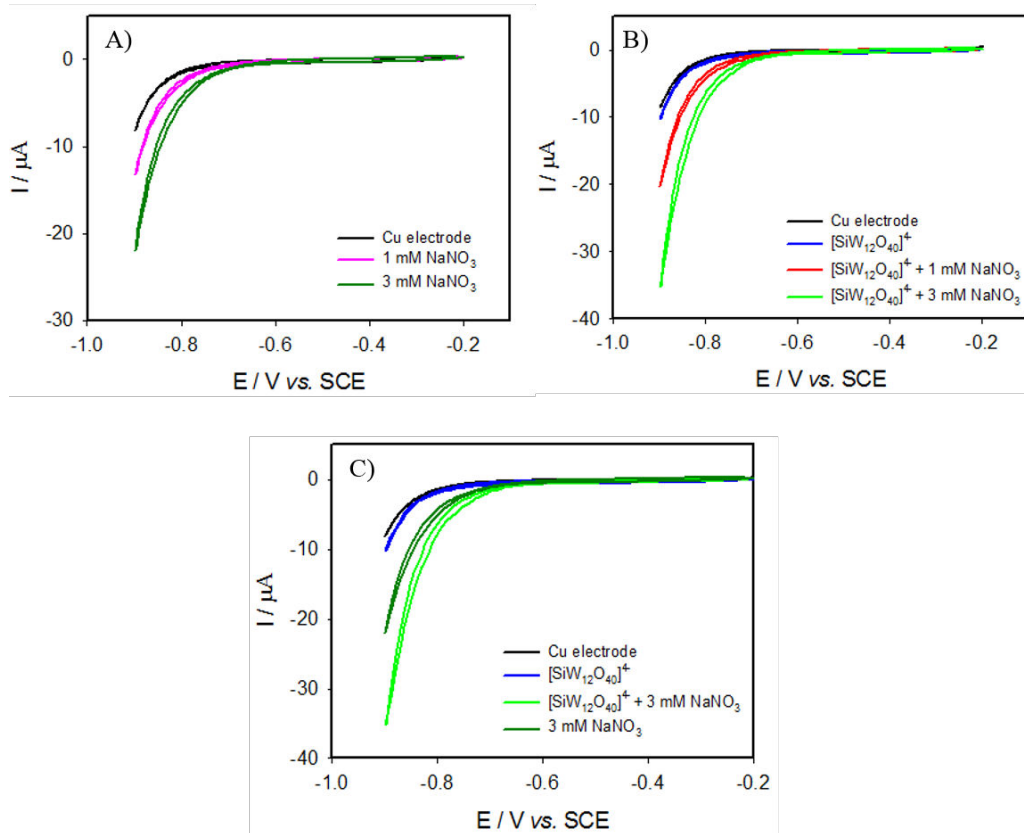 A)
0
-10
-20
-30
I / µA
Cu electrode
1 mM NaNO₃
3 mM NaNO₃
-1.0 -0.8 -0.6 -0.4 -0.2
E / V vs. SCE
B)
0
-10
-20
-30
-40
I / µA
Cu electrode
[SiW₁₂O₄₀]⁴⁻
[SiW₁₂O₄₀]⁴⁻ + 1 mM NaNO₃
[SiW₁₂O₄₀]⁴⁻ + 3 mM NaNO₃
-1.0 -0.8 -0.6 -0.4 -0.2
E / V vs. SCE
C)
0
-10
-20
-30
-40
I / µA
Cu electrode
[SiW₁₂O₄₀]⁴⁻
[SiW₁₂O₄₀]⁴⁻ + 3 mM NaNO₃
3 mM NaNO₃
-1.0 -0.8 -0.6 -0.4 -0.2
E / V vs. SCE